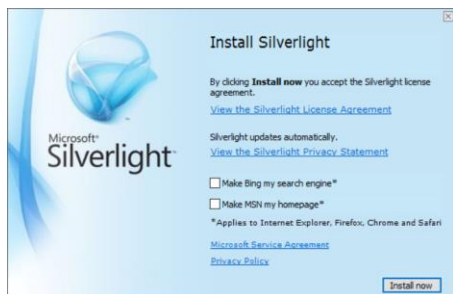 Install Silverlight
By clicking Install now you accept the Silverlight license
agreement.
View the Silverlight License Agreement
Microsoft®
Silverlight™
Silverlight updates automatically.
View the Silverlight Privacy Statement
Make Bing my search engine*
Make MSN my homepage*
*Applies to Internet Explorer, Firefox, Chrome and Safari
Microsoft Service Agreement
Privacy Policy
Install now